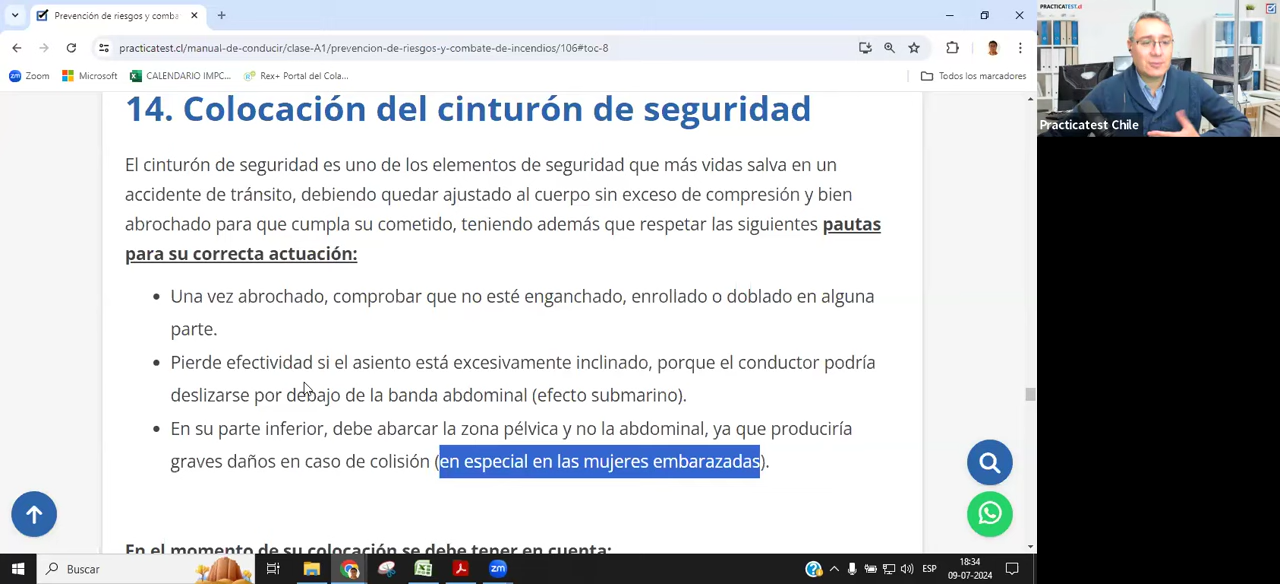 Prevención de riesgos y comba
PRACTICATEST.cl
practicatest.cl/manual-de-conducir/clase-A1/prevencion-de-riesgos-y-combate-de-incendios/106#toc-8
Zoom
Microsoft
CALENDARIO IMPC...
Rex+ Portal del Cola...
Todos los marcadores
Practicatest Chile
14. Colocación del cinturón de seguridad
El cinturón de seguridad es uno de los elementos de seguridad que más vidas salva en un
accidente de tránsito, debiendo quedar ajustado al cuerpo sin exceso de compresión y bien
abrochado para que cumpla su cometido, teniendo además que respetar las siguientes pautas
para su correcta actuación:
• Una vez abrochado, comprobar que no esté enganchado, enrollado o doblado en alguna
parte.
• Pierde efectividad si el asiento está excesivamente inclinado, porque el conductor podría
deslizarse por debajo de la banda abdominal (efecto submarino).
• En su parte inferior, debe abarcar la zona pélvica y no la abdominal, ya que produciría
graves daños en caso de colisión (en especial en las mujeres embarazadas).
En el momento de su colocación se debe tener en cuenta:
Buscar
zm
ESP
18:34
09-07-2024